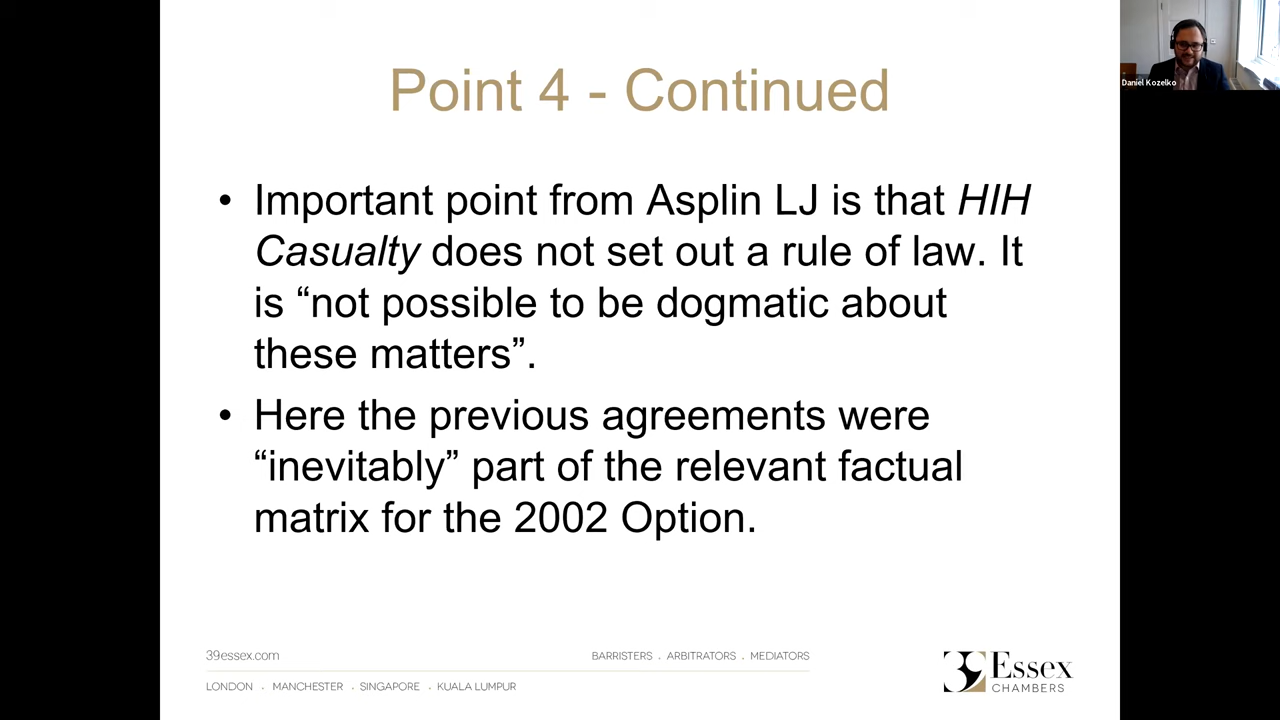 Point 4 - Continued
Daniel Kozelko
• Important point from Asplin LJ is that HIH
Casualty does not set out a rule of law. It
is “not possible to be dogmatic about
these matters”.
• Here the previous agreements were
“inevitably” part of the relevant factual
matrix for the 2002 Option.
39essex.com
BARRISTERS . ARBITRATORS . MEDIATORS
LONDON . MANCHESTER . SINGAPORE . KUALA LUMPUR
39 Essex
CHAMBERS